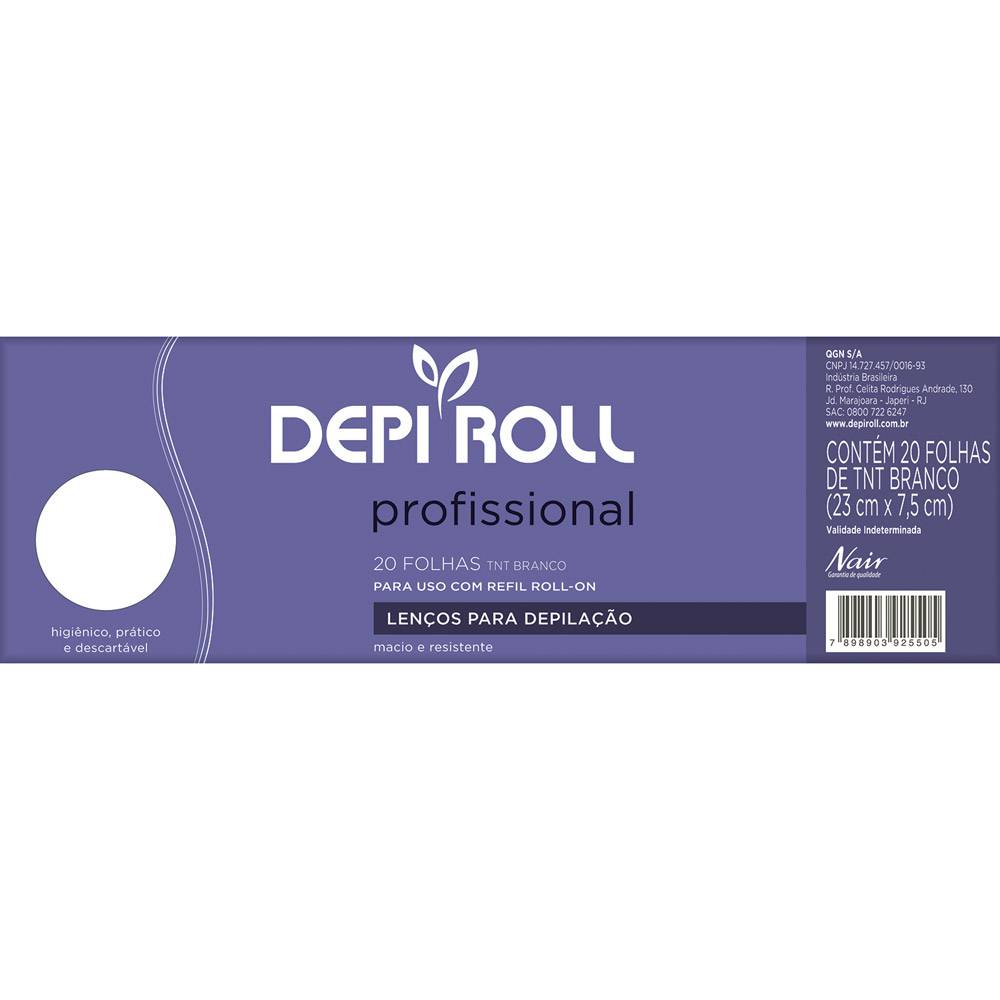 DEPI ROLL
profissional
20 FOLHAS TNT BRANCO
PARA USO COM REFIL ROLL-ON
LENÇOS PARA DEPILAÇÃO
macio e resistente
higiênico, prático
e descartável
QGN S/A
CNPJ 14.727.457/0016-93
Indústria Brasileira
R. Prof. Celita Rodrigues Andrade, 130
Jd. Marajoara - Japeri - RJ
SAC: 0800 722 6247
www.depiroll.com.br
CONTÉM 20 FOLHAS
DE TNT BRANCO
(23 cm x 7,5 cm)
Validade Indeterminada
Nair
Garantia de qualidade
7 898903 925505